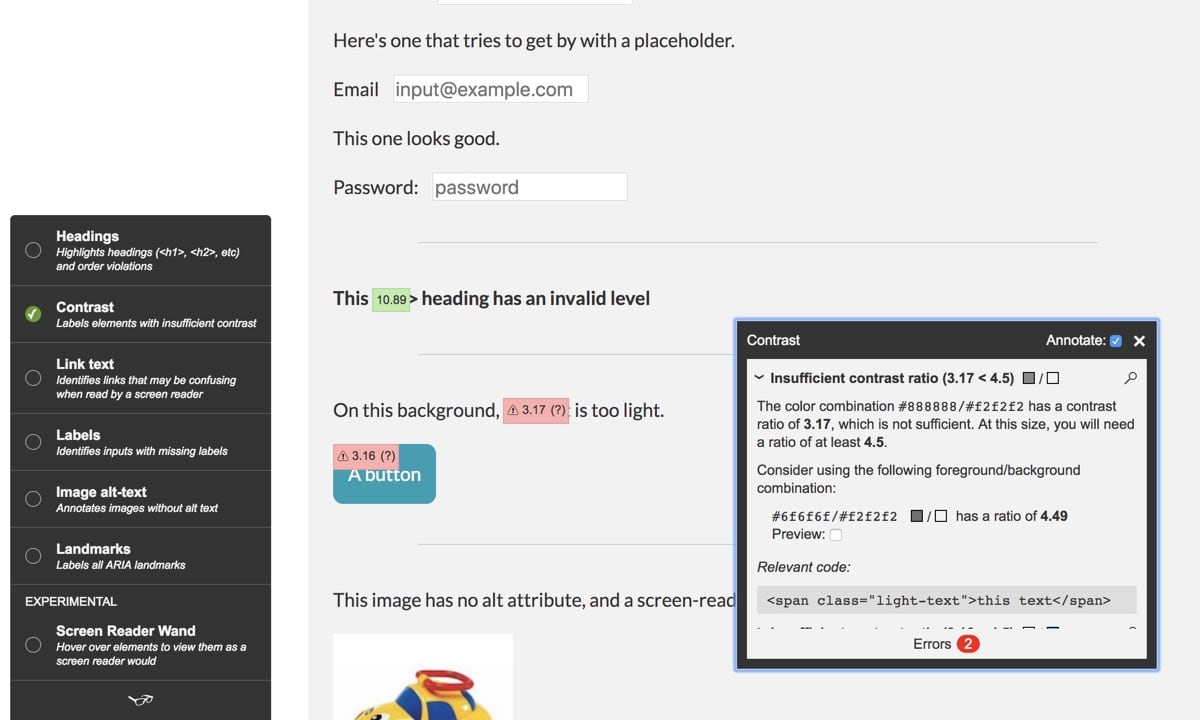 Here's one that tries to get by with a placeholder.
Email input@example.com
This one looks good.
Password: password
Headings
Highlights headings (<h1>, <h2>, etc)
and order violations
Contrast
Labels elements with insufficient contrast
Link text
Identifies links that may be confusing
when read by a screen reader
Labels
Identifies inputs with missing labels
Image alt-text
Annotates images without alt text
Landmarks
Labels all ARIA landmarks
EXPERIMENTAL
Screen Reader Wand
Hover over elements to view them as a
screen reader would
This 10.89 > heading has an invalid level
On this background, 3.17 (?) is too light.
3.16 (?)
A button
This image has no alt attribute, and a screen-read
Contrast Annotate:
Insufficient contrast ratio (3.17 < 4.5) /
The color combination #888888/#f2f2f2 has a contrast
ratio of 3.17, which is not sufficient. At this size, you will need
a ratio of at least 4.5.
Consider using the following foreground/background
combination:
#6f6f6f/#f2f2f2 / has a ratio of 4.49
Preview:
Relevant code:
<span class="light-text">this text</span>
Errors 2